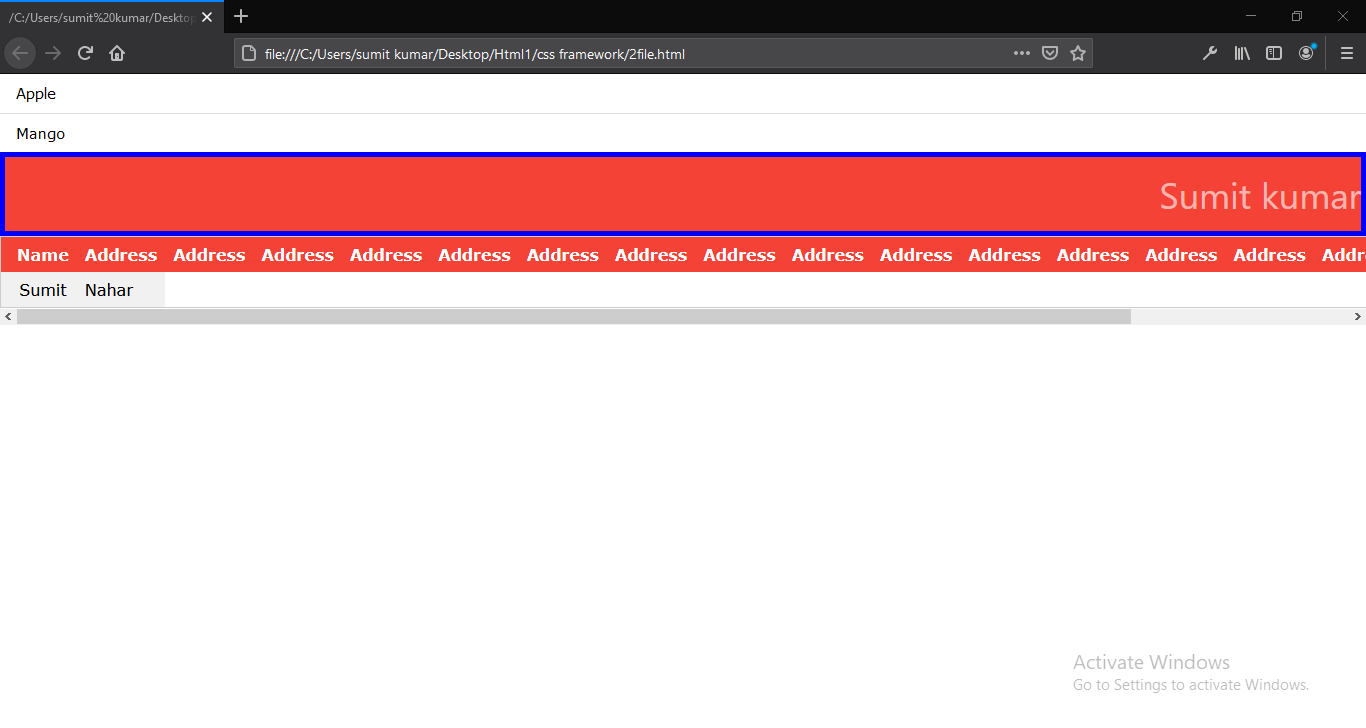 /C:/Users/sumit%20kumar/Deskto
file:///C:/Users/sumit kumar/Desktop/Html1/css framework/2file.html
Apple
Mango
Sumit kumar
Name Address Address Address Address Address Address Address Address Address Address Address Address Address Address Addr
Sumit Nahar
Activate Windows
Go to Settings to activate Windows.